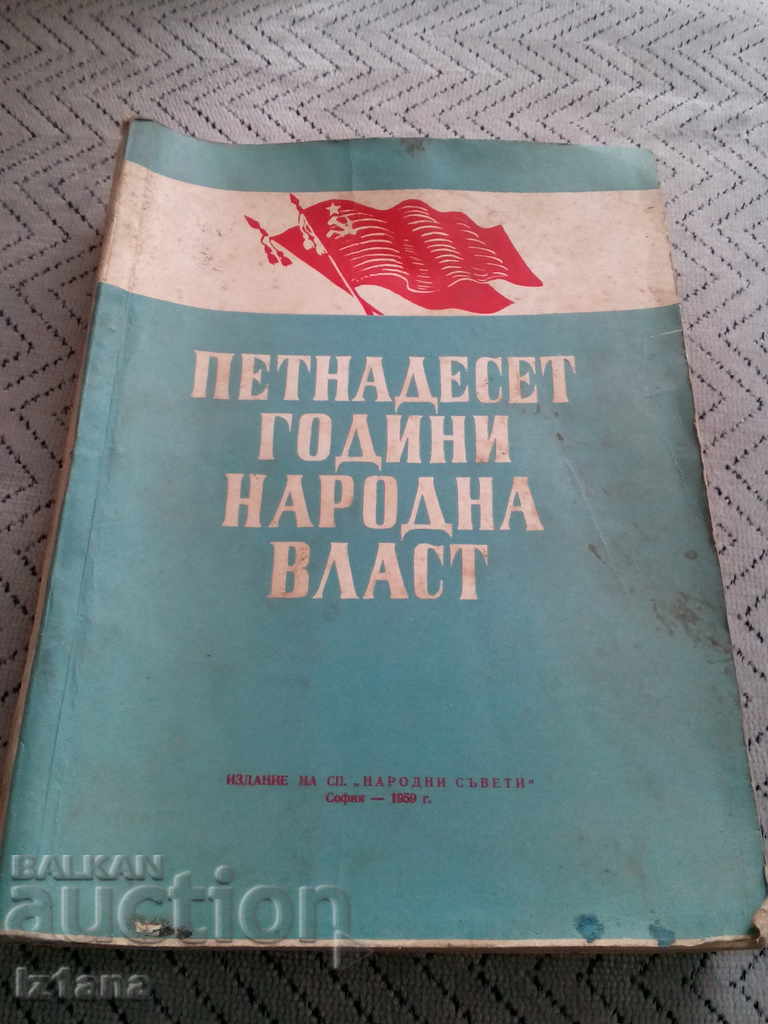 ПЕТНАДЕСЕТ
ГОДИНИ
НАРОДНА
ВЛАСТ
ИЗДАНИЕ НА СП. „НАРОДНИ СЪВЕТИ“
София — 1959 г.
BALKAN
auction
Iz1ana